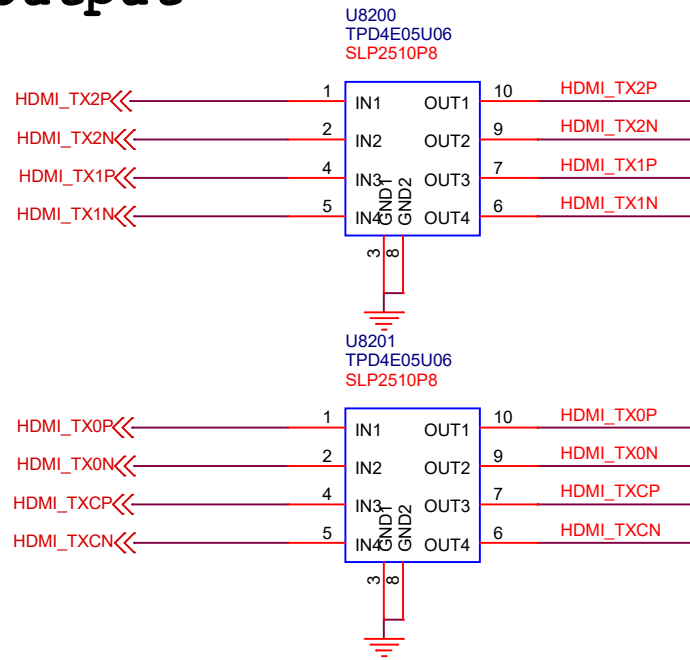 U8200
TPD4E05U06
SLP2510P8
HDMI_TX2P 1 IN1 OUT1 10 HDMI_TX2P
HDMI_TX2N 2 IN2 OUT2 9 HDMI_TX2N
HDMI_TX1P 4 IN3 OUT3 7 HDMI_TX1P
HDMI_TX1N 5 IN4 OUT4 6 HDMI_TX1N
GND1 GND2
3 8
U8201
TPD4E05U06
SLP2510P8
HDMI_TX0P 1 IN1 OUT1 10 HDMI_TX0P
HDMI_TX0N 2 IN2 OUT2 9 HDMI_TX0N
HDMI_TXCP 4 IN3 OUT3 7 HDMI_TXCP
HDMI_TXCN 5 IN4 OUT4 6 HDMI_TXCN
GND1 GND2
3 8